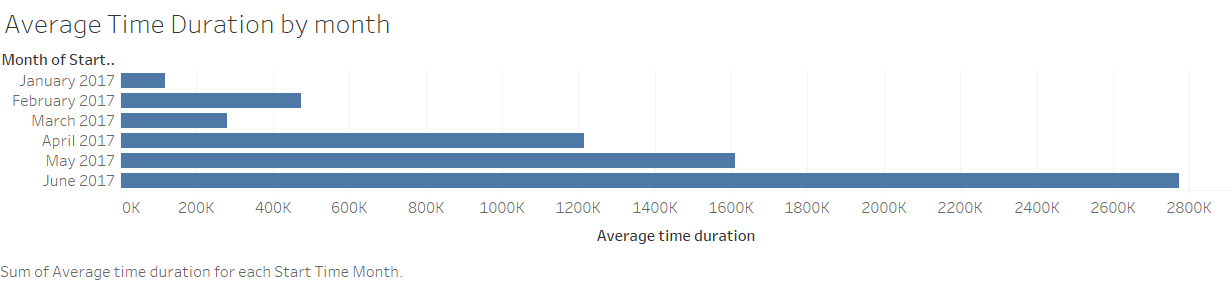 Average Time Duration by month
Month of Start..
January 2017
February 2017
March 2017
April 2017
May 2017
June 2017
0K 200K 400K 600K 800K 1000K 1200K 1400K 1600K 1800K 2000K 2200K 2400K 2600K 2800K
Average time duration
Sum of Average time duration for each Start Time Month.